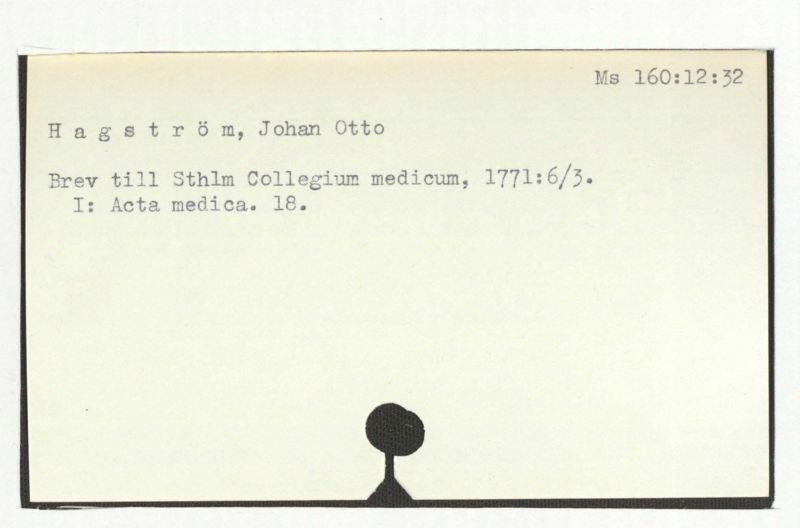 Ms 160:12:32
H a g s t r ö m, Johan Otto
Brev till Sthlm Collegium medicum, 1771:6/3.
I: Acta medica. 18.